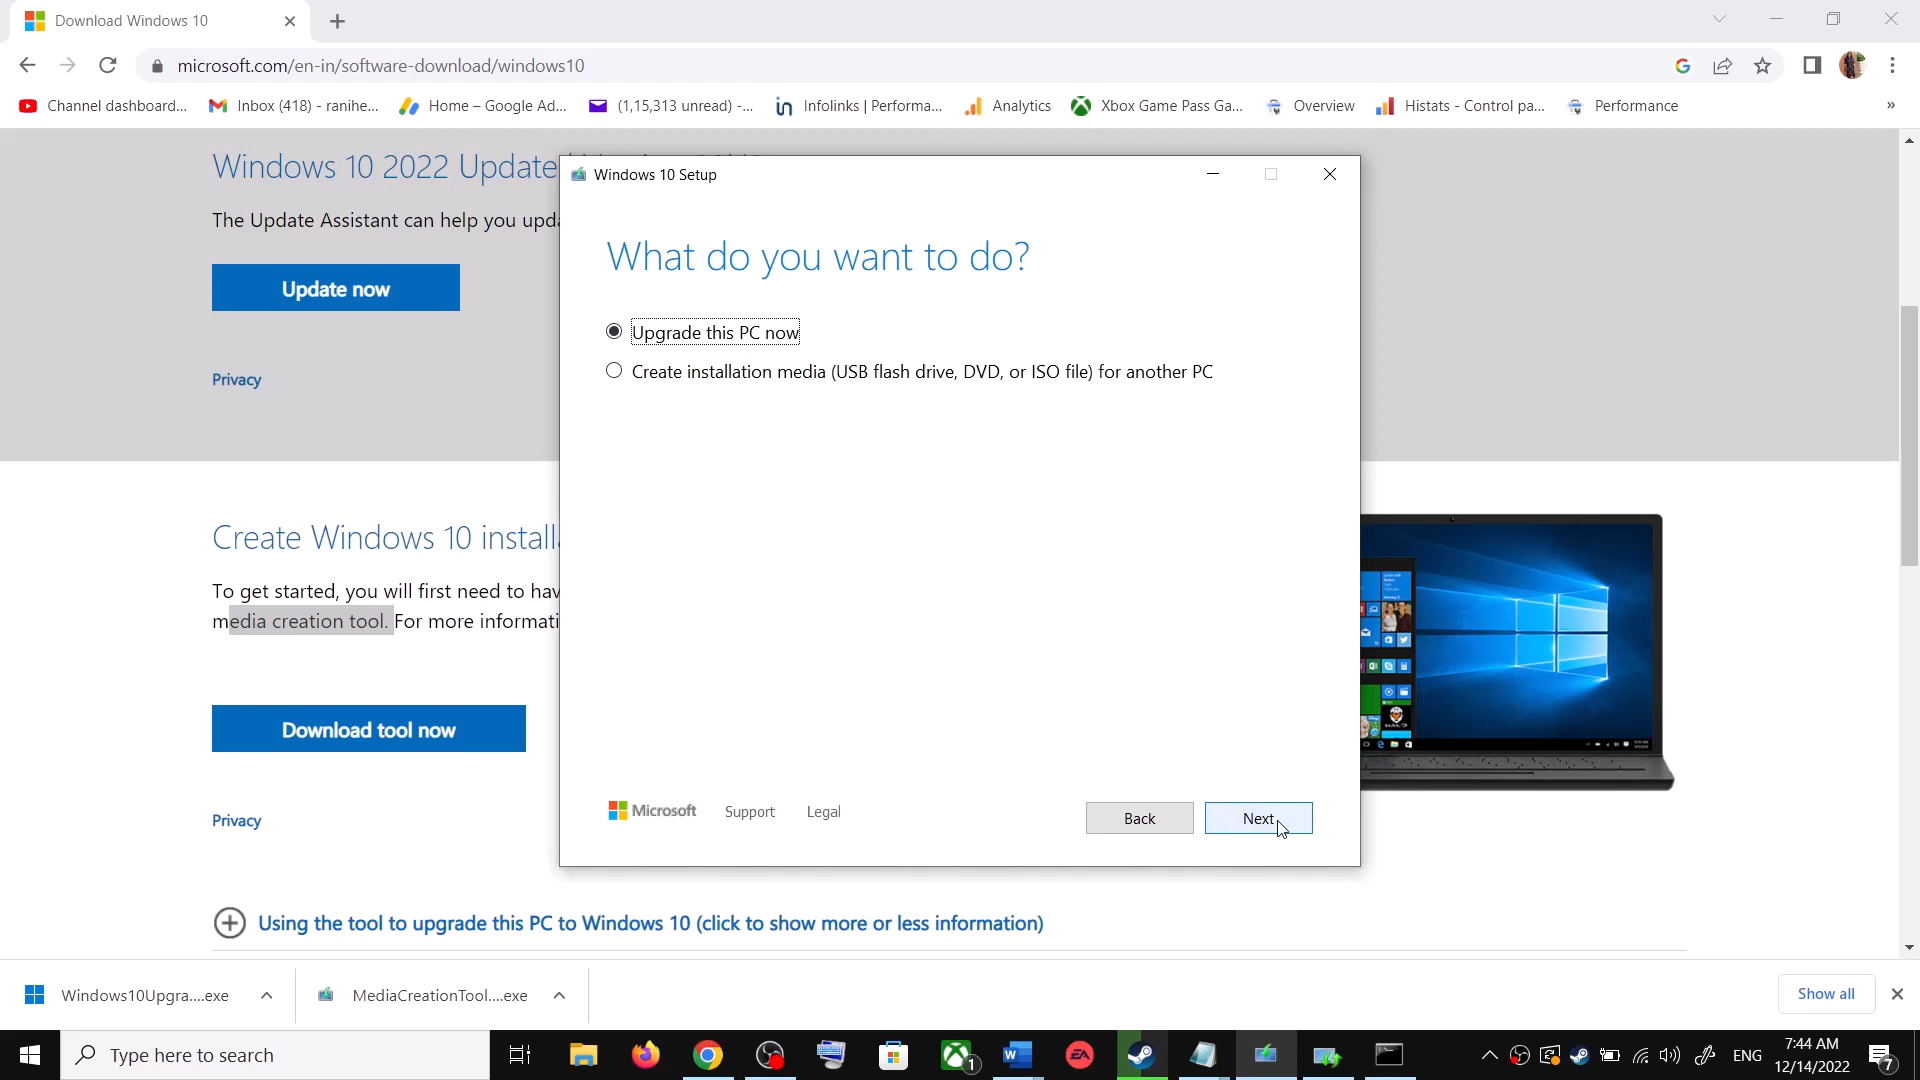 Download Windows 10
microsoft.com/en-in/software-download/windows10
Channel dashboard...
Inbox (418) - ranihe...
Home – Google Ad...
(1,15,313 unread) -...
Infolinks | Performa...
Analytics
Xbox Game Pass Ga...
Overview
Histats - Control pa...
Performance
»
Windows 10 2022 Update
The Update Assistant can help you upda
Update now
Privacy
Windows 10 Setup
What do you want to do?
Upgrade this PC now
Create installation media (USB flash drive, DVD, or ISO file) for another PC
Microsoft
Support
Legal
Back
Next
Create Windows 10 installa
To get started, you will first need to hav
media creation tool. For more informati
Download tool now
Privacy
Using the tool to upgrade this PC to Windows 10 (click to show more or less information)
Windows10Upgra....exe
MediaCreationTool....exe
Show all
Type here to search
1
EA
ENG
7:44 AM
12/14/2022
7